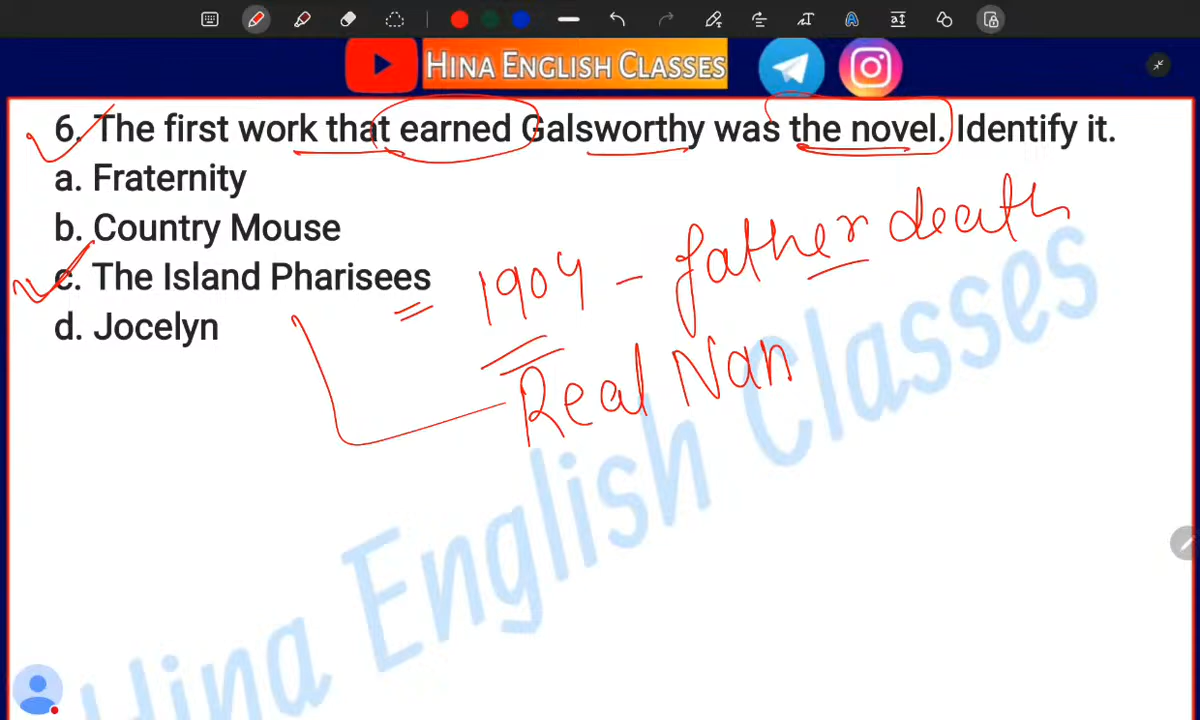 HINA ENGLISH CLASSES
6. The first work that earned Galsworthy was the novel. Identify it.
a. Fraternity
b. Country Mouse
c. The Island Pharisees
d. Jocelyn
= 1904 - father death
Real Nan
Hina English Classes